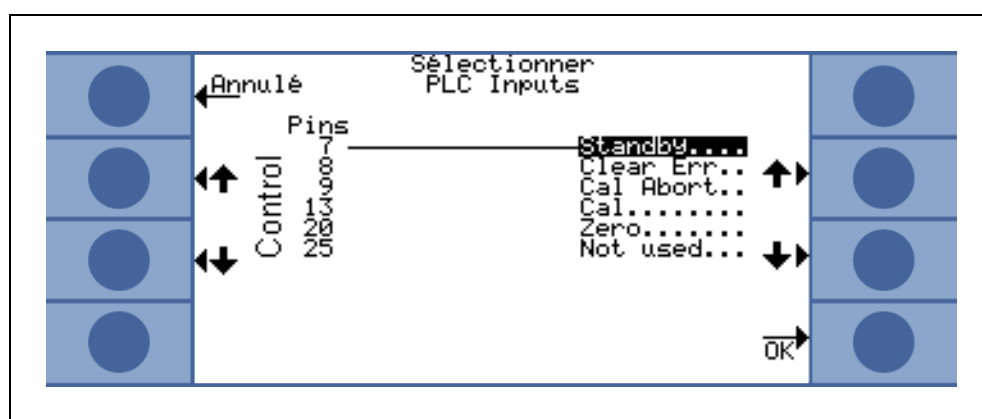 Sélectionner
Annulé PLC Inputs
Pins
7 Standby....
8 Clear Err..
9 Cal Abort..
13 Cal........
20 Zero.......
25 Not used...
Control
OK